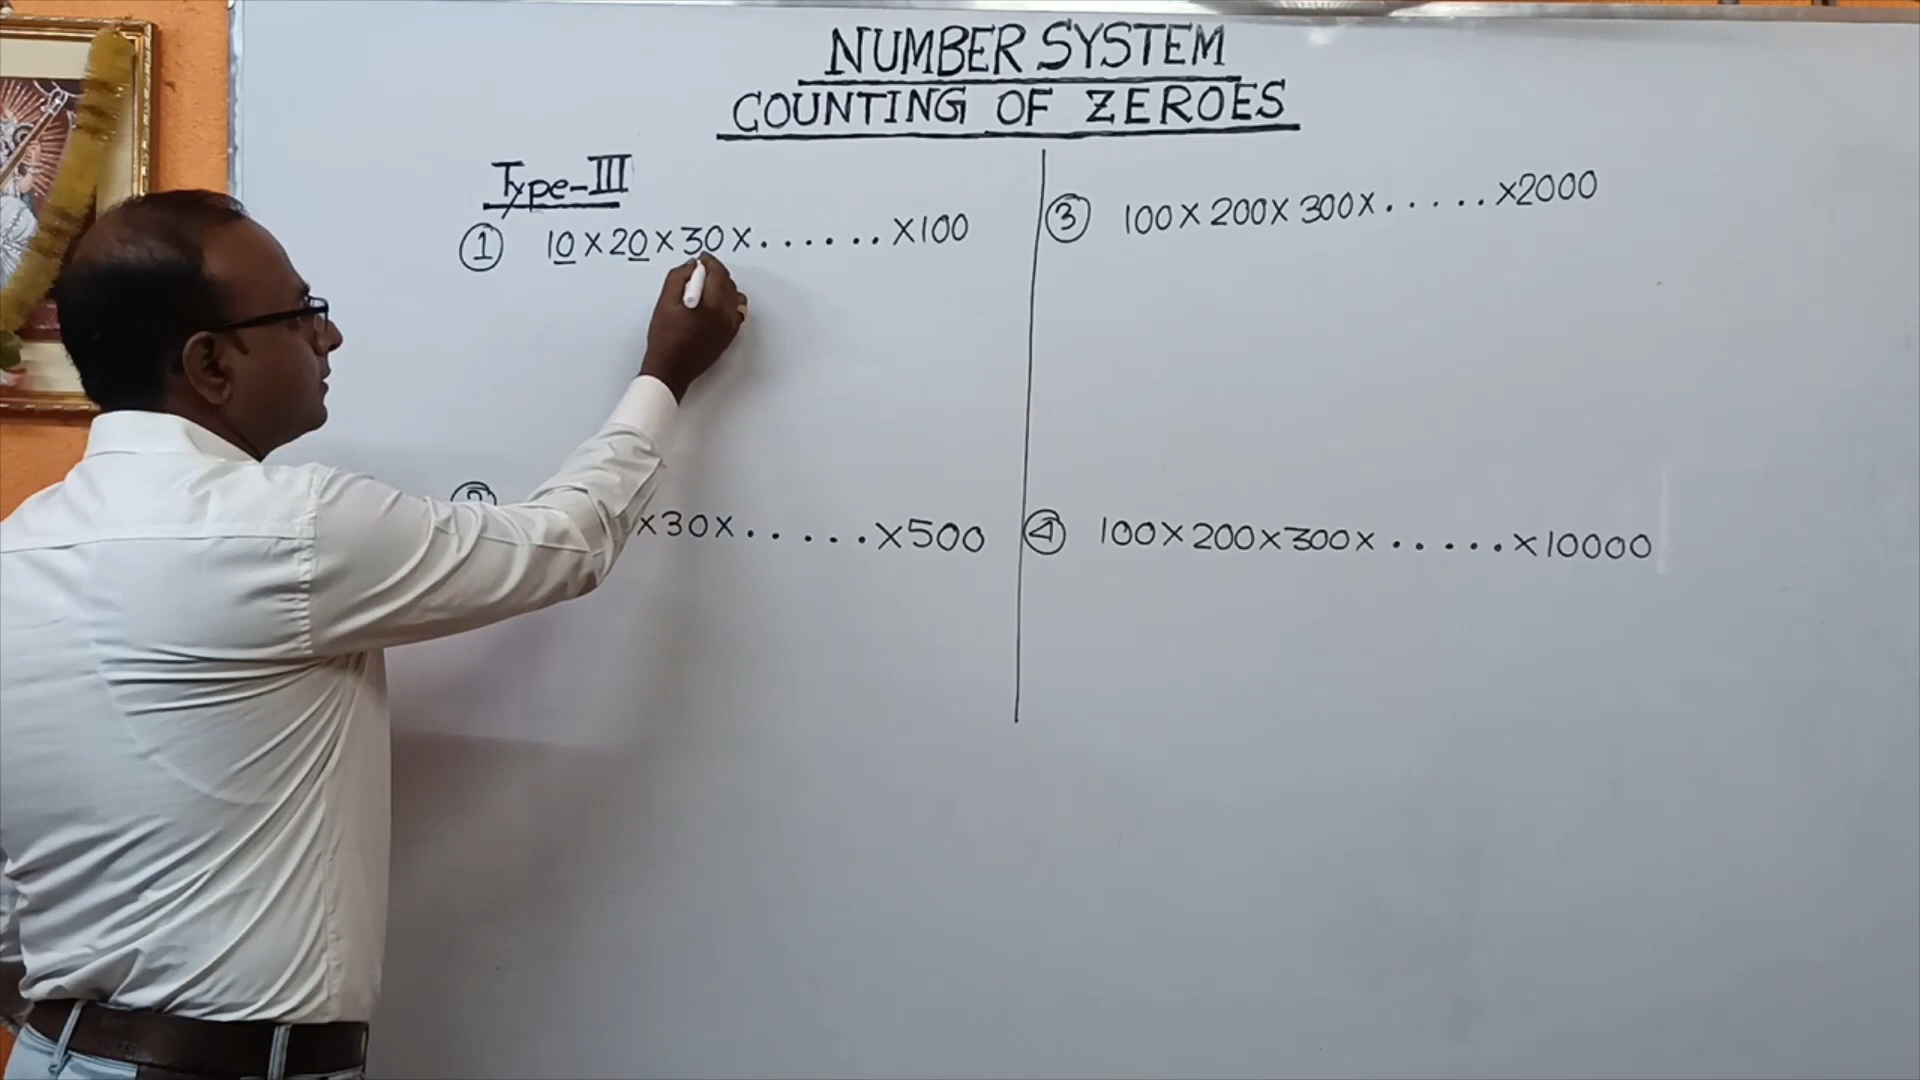 NUMBER SYSTEM
COUNTING OF ZEROES
Type-III
① 10 x 20 x 30 x . . . . . . x 100
② x 30 x . . . . . x 500
③ 100 x 200 x 300 x . . . . . x 2000
④ 100 x 200 x 300 x . . . . . x 10000